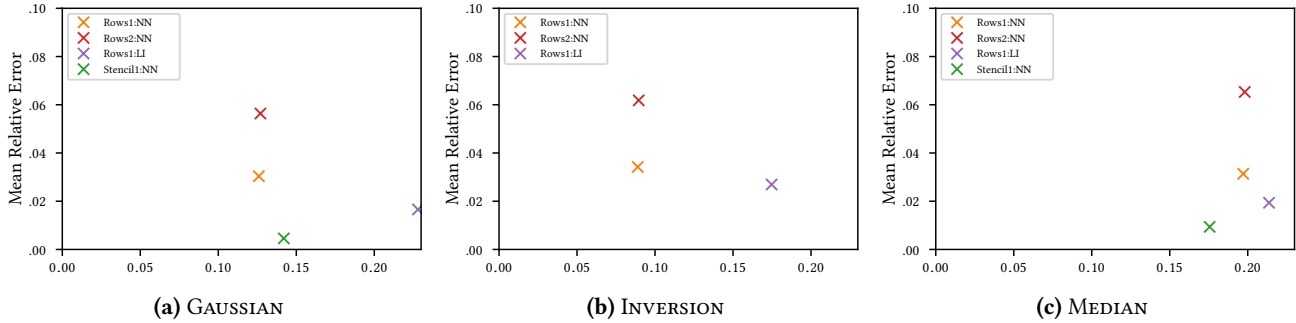 Mean Relative Error
.10
.08
.06
.04
.02
.00
Rows1:NN
Rows2:NN
Rows1:LI
Stencil1:NN
0.00 0.05 0.10 0.15 0.20
(a) GAUSSIAN
Mean Relative Error
.10
.08
.06
.04
.02
.00
Rows1:NN
Rows2:NN
Rows1:LI
0.00 0.05 0.10 0.15 0.20
(b) INVERSION
Mean Relative Error
.10
.08
.06
.04
.02
.00
Rows1:NN
Rows2:NN
Rows1:LI
Stencil1:NN
0.00 0.05 0.10 0.15 0.20
(c) MEDIAN